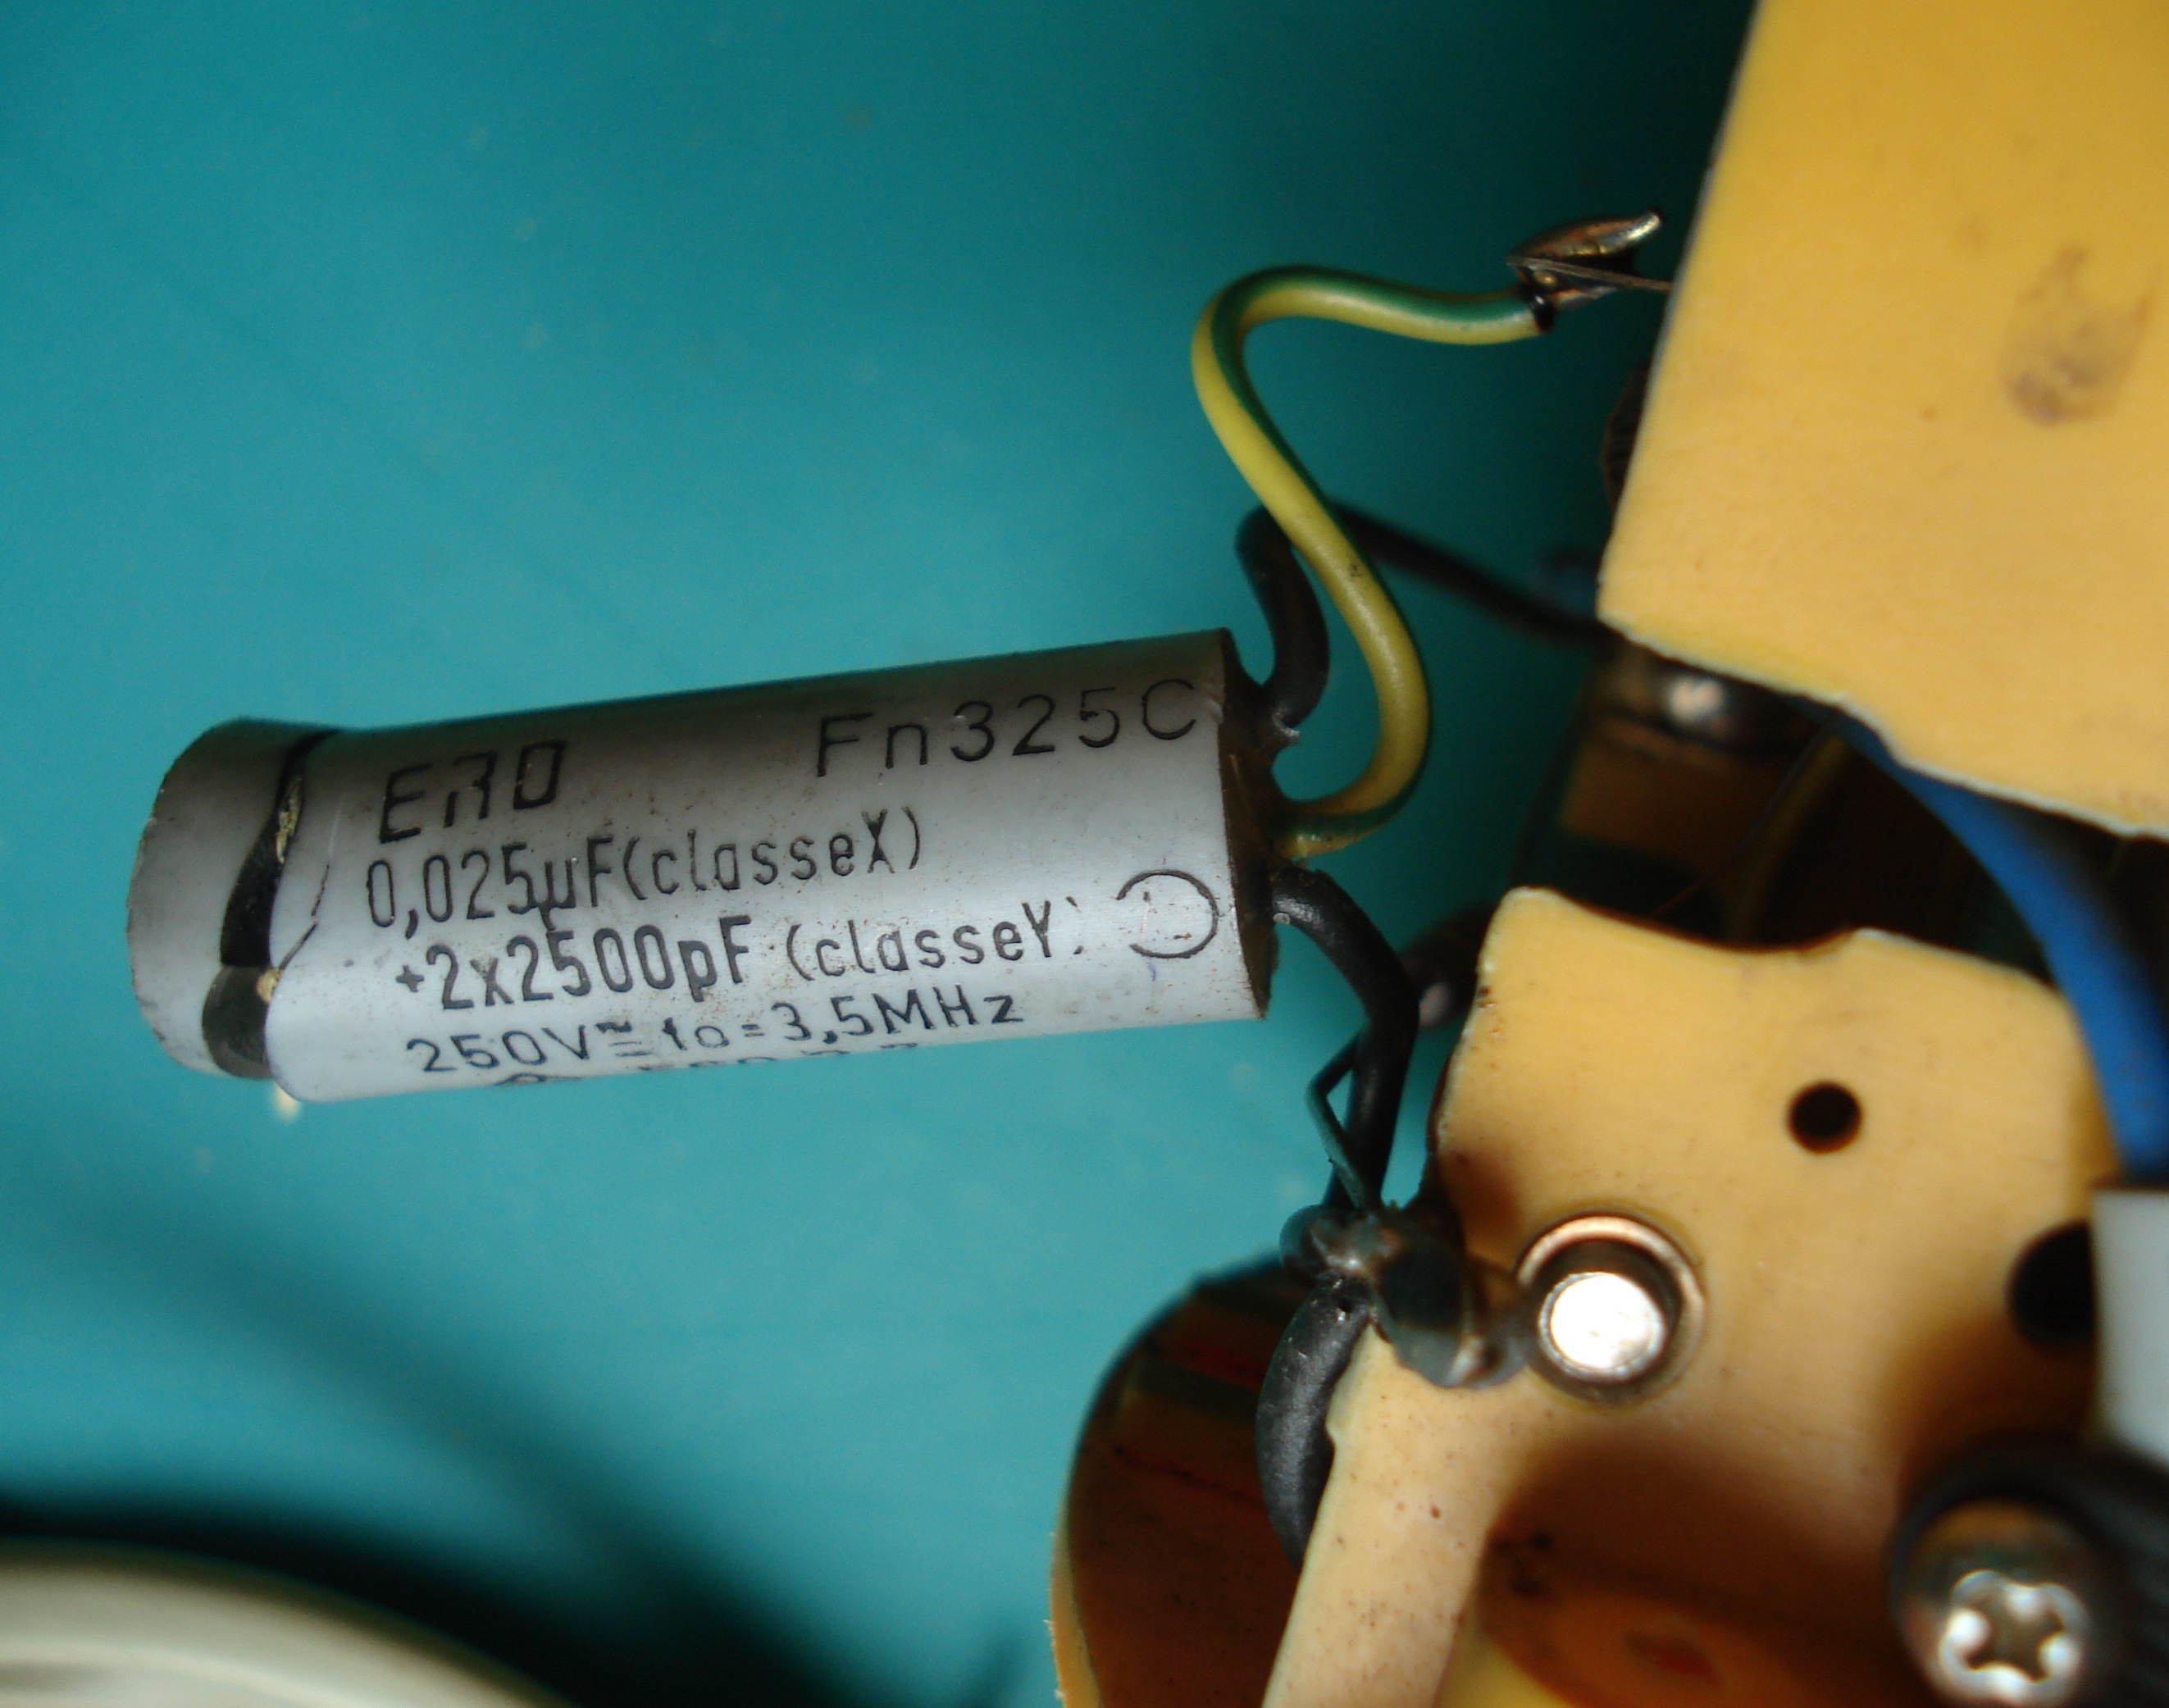 ERO Fn325C
0,025µF(classeX)
+2x2500pF (classeY)
250V≂ fo=3,5MHz